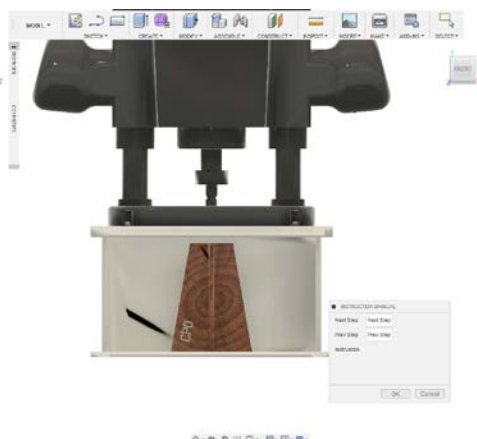 MODEL
SKETCH
CREATE
MODIFY
ASSEMBLE
CONSTRUCT
INSPECT
INSERT
MAKE
ADD-INS
SELECT
FRONT
CPD
INSTRUCTION MANUAL
Next Step Next Step
Prev Step Prev Step
OK Cancel